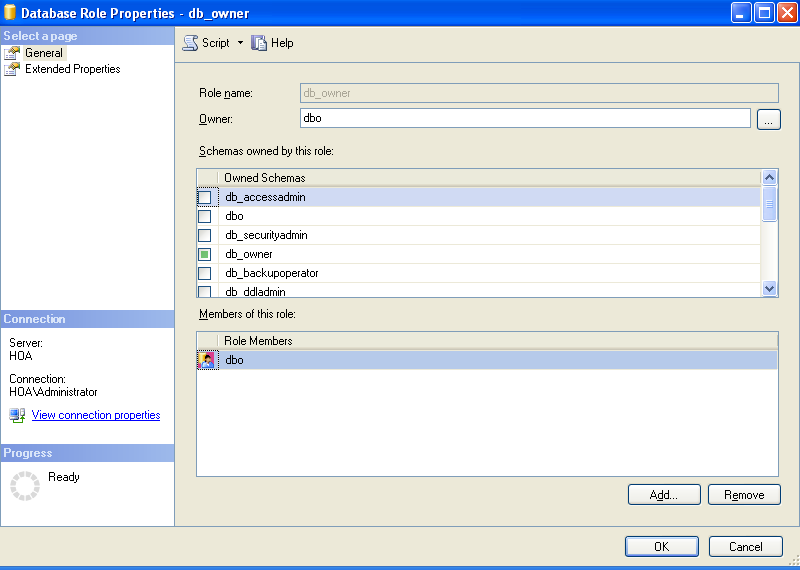 Database Role Properties - db_owner
Select a page
General
Extended Properties
Script
Help
Role name:
db_owner
Owner:
dbo
...
Schemas owned by this role:
Owned Schemas
db_accessadmin
dbo
db_securityadmin
db_owner
db_backupoperator
db_ddladmin
Members of this role:
Role Members
dbo
Connection
Server:
HOA
Connection:
HOA\Administrator
View connection properties
Progress
Ready
Add...
Remove
OK
Cancel